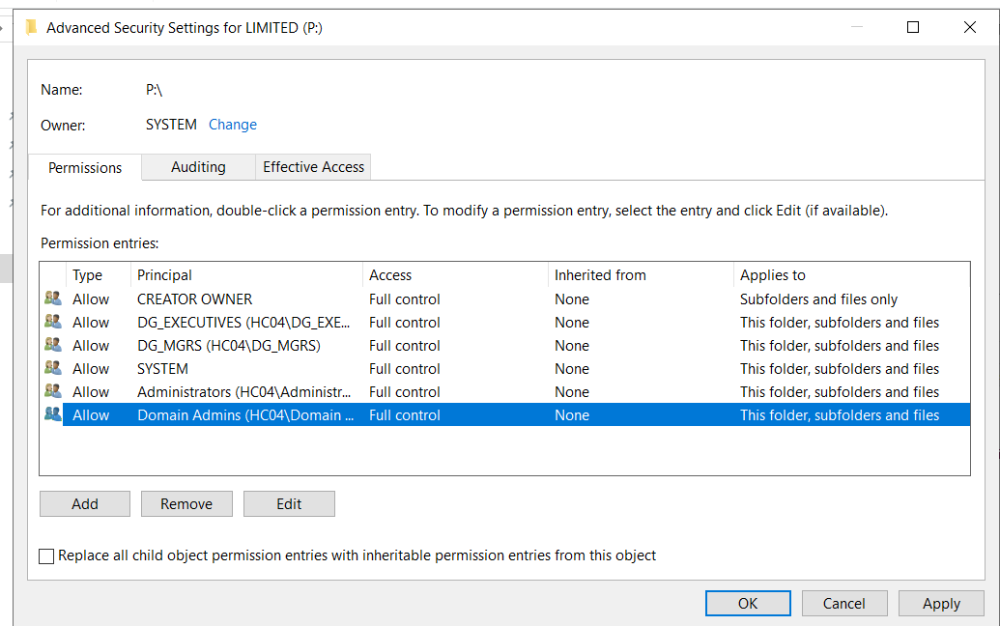 Advanced Security Settings for LIMITED (P:)
Name: P:\
Owner: SYSTEM Change
Permissions Auditing Effective Access
For additional information, double-click a permission entry. To modify a permission entry, select the entry and click Edit (if available).
Permission entries:
Type Principal Access Inherited from Applies to
Allow CREATOR OWNER Full control None Subfolders and files only
Allow DG_EXECUTIVES (HC04\DG_EXE... Full control None This folder, subfolders and files
Allow DG_MGRS (HC04\DG_MGRS) Full control None This folder, subfolders and files
Allow SYSTEM Full control None This folder, subfolders and files
Allow Administrators (HC04\Administr... Full control None This folder, subfolders and files
Allow Domain Admins (HC04\Domain ... Full control None This folder, subfolders and files
Add Remove Edit
Replace all child object permission entries with inheritable permission entries from this object
OK Cancel Apply